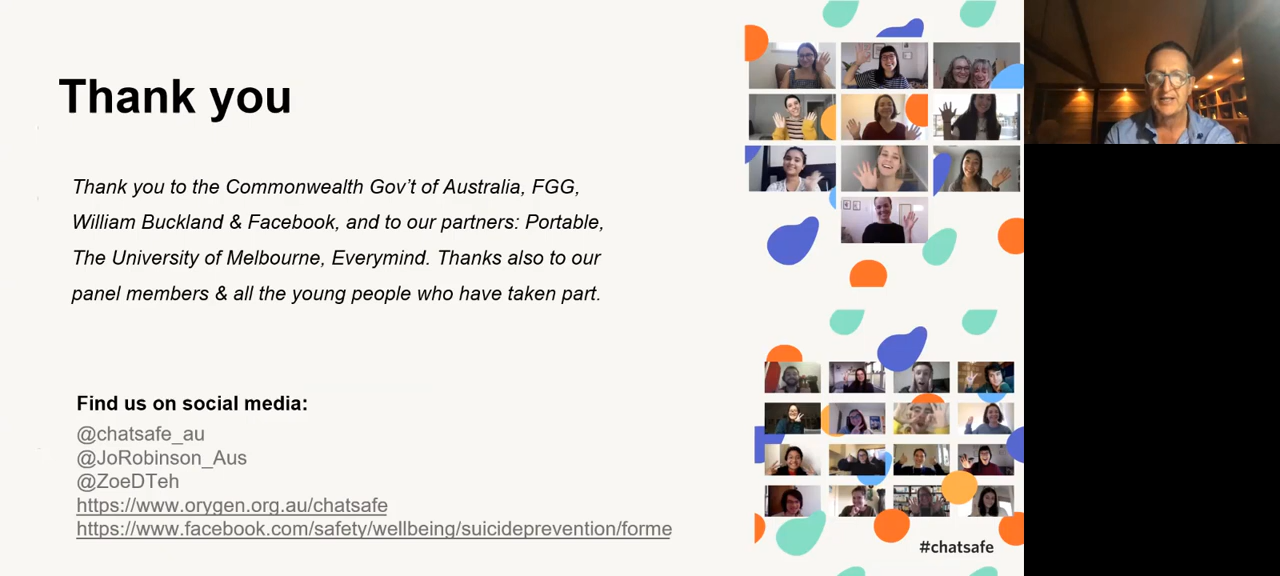 Thank you
Thank you to the Commonwealth Gov’t of Australia, FGG,
William Buckland & Facebook, and to our partners: Portable,
The University of Melbourne, Everymind. Thanks also to our
panel members & all the young people who have taken part.
Find us on social media:
@chatsafe_au
@JoRobinson_Aus
@ZoeDTeh
https://www.orygen.org.au/chatsafe
https://www.facebook.com/safety/wellbeing/suicideprevention/forme
#chatsafe